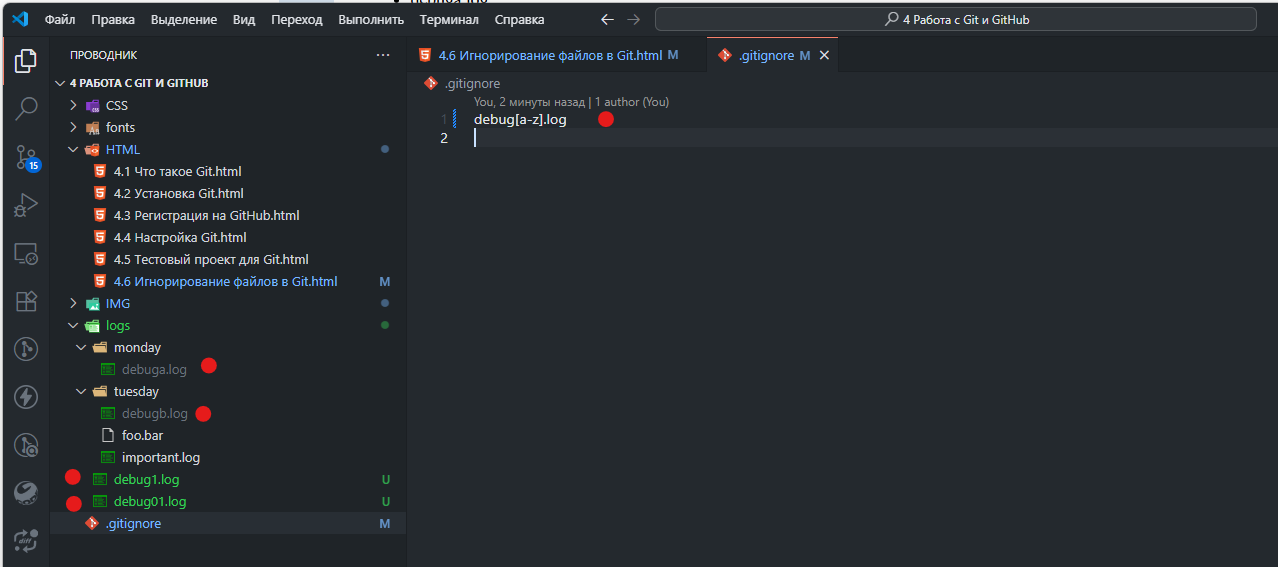 Файл Правка Выделение Вид Переход Выполнить Терминал Справка
4 Работа с Git и GitHub
ПРОВОДНИК
4 РАБОТА С GIT И GITHUB
CSS
fonts
HTML
4.1 Что такое Git.html
4.2 Установка Git.html
4.3 Регистрация на GitHub.html
4.4 Настройка Git.html
4.5 Тестовый проект для Git.html
4.6 Игнорирование файлов в Git.html M
IMG
logs
monday
debuga.log
tuesday
debugb.log
foo.bar
important.log
debug1.log U
debug01.log U
.gitignore M
15
4.6 Игнорирование файлов в Git.html M
.gitignore M
.gitignore
You, 2 минуты назад | 1 author (You)
1 debug[a-z].log
2
diff